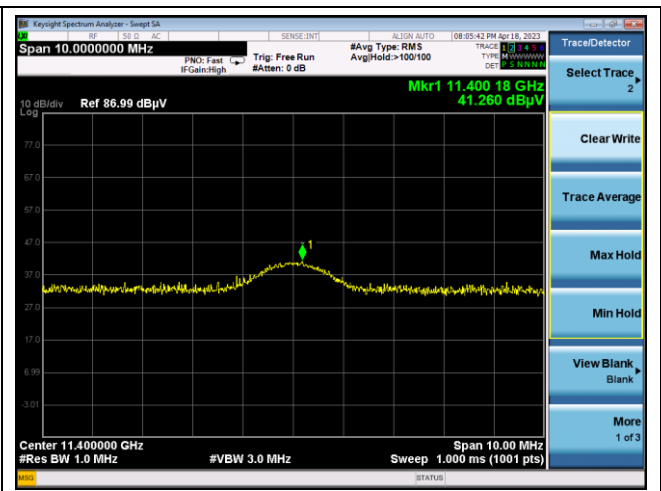 Keysight Spectrum Analyzer - Swept SA
RF 50 Ω AC SENSE:INT ALIGN AUTO 08:05:42 PM Apr 18, 2023
Span 10.0000000 MHz
PNO: Fast Trig: Free Run #Avg Type: RMS TRACE 1 2 3 4 5 6
IFGain:High #Atten: 0 dB Avg|Hold:>100/100 TYPE M WWWWW
DET P S N N N N
Mkr1 11.400 18 GHz
41.260 dBµV
10 dB/div Ref 86.99 dBµV
Log
77.0
67.0
57.0
47.0
37.0
27.0
17.0
6.99
-3.01
1
Center 11.400000 GHz Span 10.00 MHz
#Res BW 1.0 MHz #VBW 3.0 MHz Sweep 1.000 ms (1001 pts)
MSG STATUS
Trace/Detector
Select Trace
2
Clear Write
Trace Average
Max Hold
Min Hold
View Blank
Blank
More
1 of 3